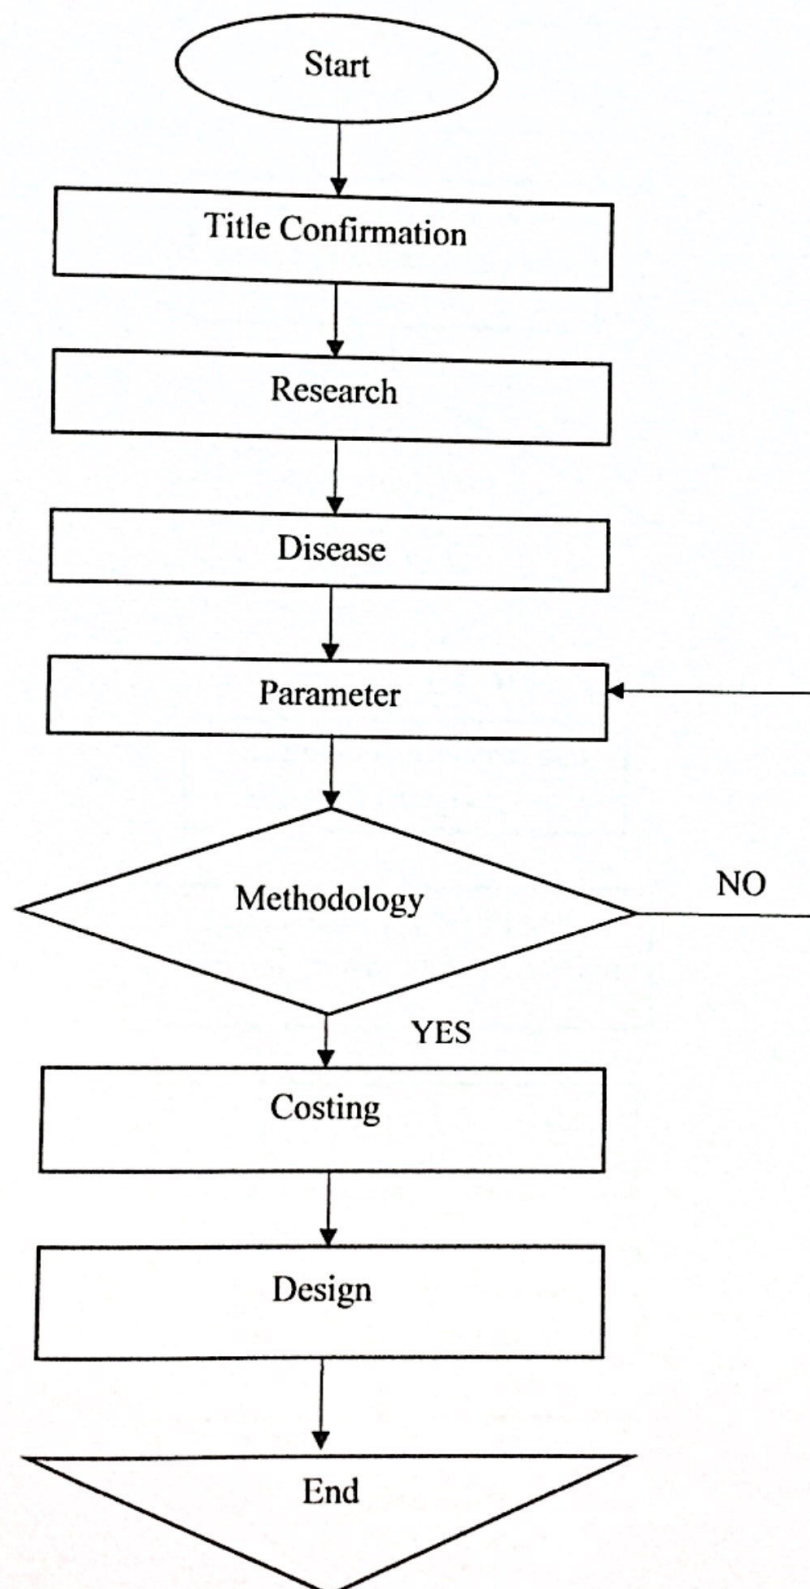 Start
Title Confirmation
Research
Disease
Parameter
Methodology
NO
YES
Costing
Design
End